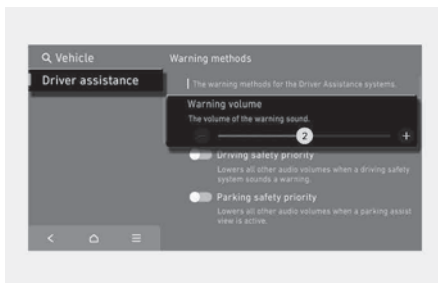 Vehicle
Warning methods
Driver assistance
The warning methods for the Driver Assistance systems.
Warning volume
The volume of the warning sound.
2
Driving safety priority
Lowers all other audio volumes when a driving safety
system sounds a warning.
Parking safety priority
Lowers all other audio volumes when a parking assist
view is active.